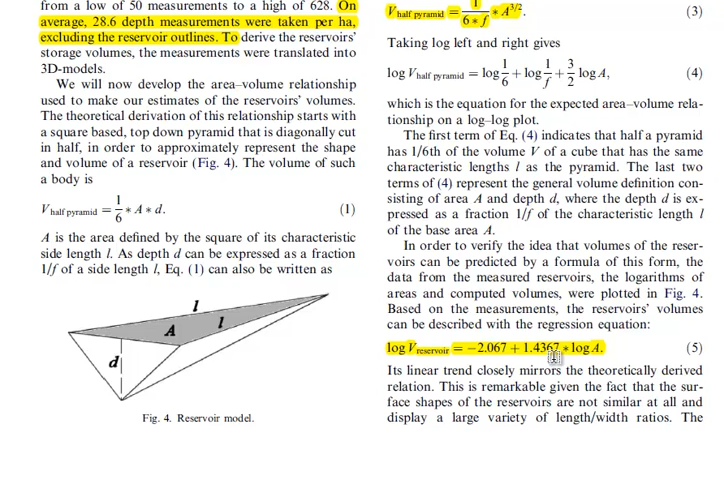 from a low of 50 measurements to a high of 628. On
average, 28.6 depth measurements were taken per ha,
excluding the reservoir outlines. To derive the reservoirs'
storage volumes, the measurements were translated into
3D-models.
We will now develop the area–volume relationship
used to make our estimates of the reservoirs' volumes.
The theoretical derivation of this relationship starts with
a square based, top down pyramid that is diagonally cut
in half, in order to approximately represent the shape
and volume of a reservoir (Fig. 4). The volume of such
a body is
V half pyramid = 1/6 * A * d. (1)
A is the area defined by the square of its characteristic
side length l. As depth d can be expressed as a fraction
1/f of a side length l, Eq. (1) can also be written as
l
l
A
d
Fig. 4. Reservoir model.
V half pyramid = 1/(6 * f) * A^3/2. (3)
Taking log left and right gives
log V half pyramid = log 1/6 + log 1/f + 3/2 log A, (4)
which is the equation for the expected area–volume rela-
tionship on a log–log plot.
The first term of Eq. (4) indicates that half a pyramid
has 1/6th of the volume V of a cube that has the same
characteristic lengths l as the pyramid. The last two
terms of (4) represent the general volume definition con-
sisting of area A and depth d, where the depth d is ex-
pressed as a fraction 1/f of the characteristic length l
of the base area A.
In order to verify the idea that volumes of the reser-
voirs can be predicted by a formula of this form, the
data from the measured reservoirs, the logarithms of
areas and computed volumes, were plotted in Fig. 4.
Based on the measurements, the reservoirs' volumes
can be described with the regression equation:
log V reservoir = −2.067 + 1.4367 * log A. (5)
Its linear trend closely mirrors the theoretically derived
relation. This is remarkable given the fact that the sur-
face shapes of the reservoirs are not similar at all and
display a large variety of length/width ratios. The